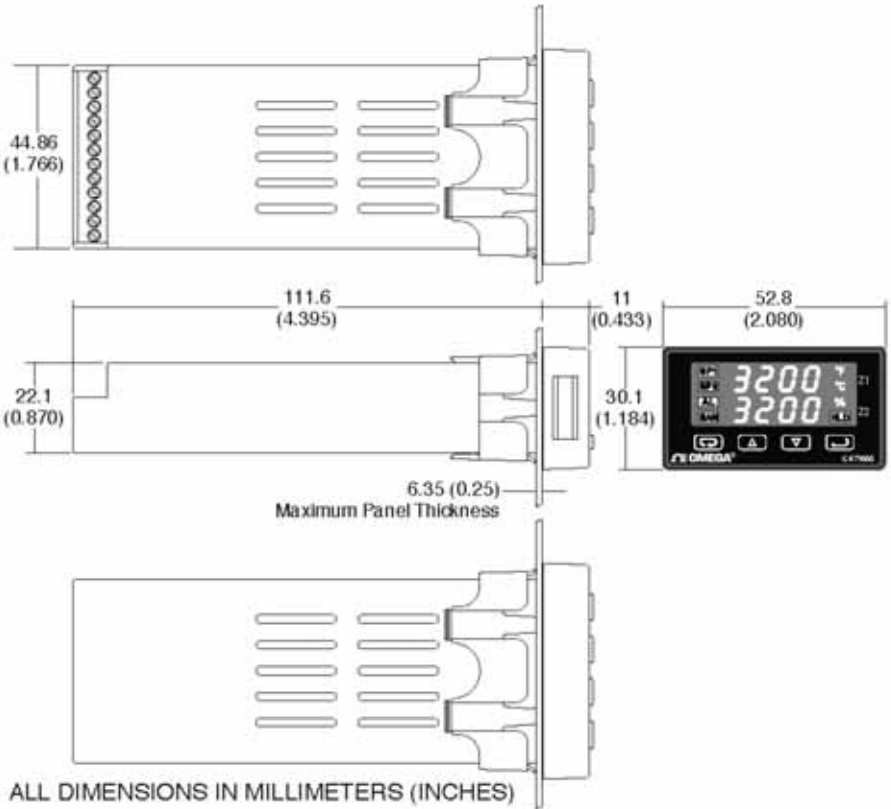 44.86
(1.766)
111.6
(4.395)
11
(0.433)
52.8
(2.080)
22.1
(0.870)
30.1
(1.184)
3200 °F
°C
Z1
3200 %
Z2
OMEGA®
6.35 (0.25)
Maximum Panel Thickness
ALL DIMENSIONS IN MILLIMETERS (INCHES)